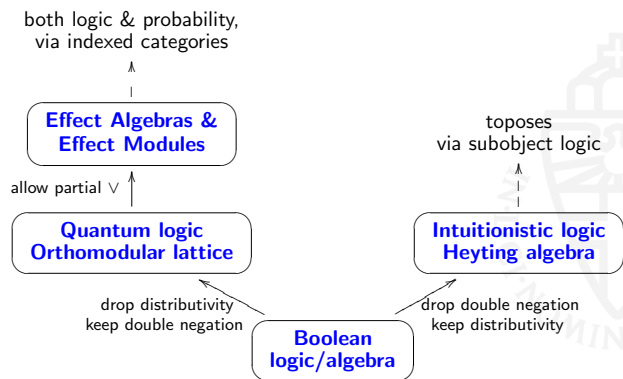 both logic & probability,
via indexed categories
Effect Algebras &
Effect Modules
toposes
via subobject logic
allow partial ∨
Quantum logic
Orthomodular lattice
Intuitionistic logic
Heyting algebra
drop distributivity
keep double negation
drop double negation
keep distributivity
Boolean
logic/algebra